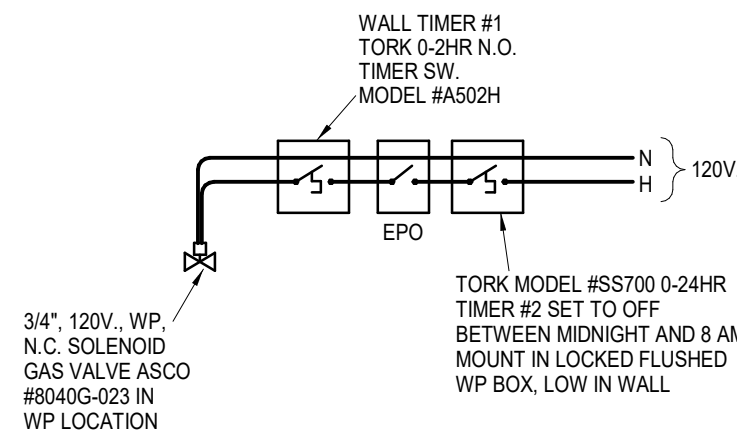 WALL TIMER #1
TORK 0-2HR N.O.
TIMER SW.
MODEL #A502H
N
H
120V.
EPO
3/4", 120V., WP,
N.C. SOLENOID
GAS VALVE ASCO
#8040G-023 IN
WP LOCATION
TORK MODEL #SS700 0-24HR
TIMER #2 SET TO OFF
BETWEEN MIDNIGHT AND 8 AM
MOUNT IN LOCKED FLUSHED
WP BOX, LOW IN WALL